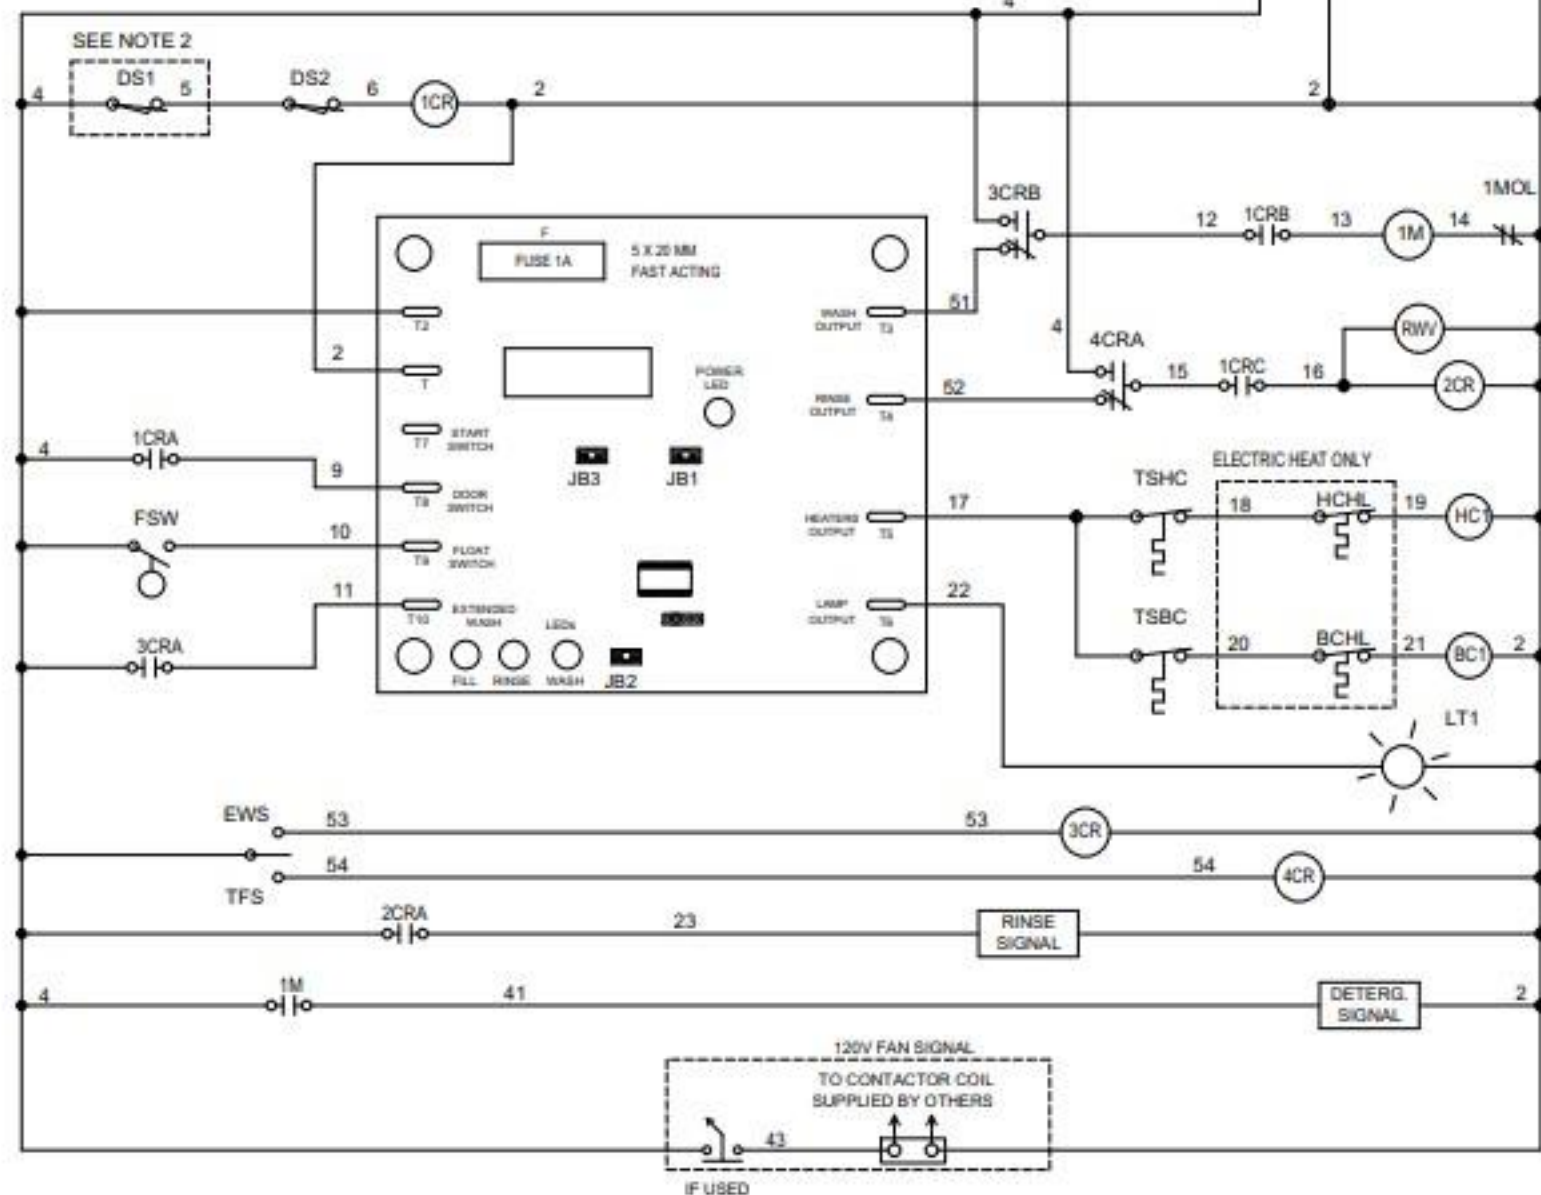 4
SEE NOTE 2
DS1
5
DS2
6
4
1CR
2
2
3CRB
1MOL
12
1CRB
13
1M
14
F
FUSE 1A
5 X 20 MM
FAST ACTING
51
WASH
OUTPUT
T3
T2
RWV
4
4CRA
2
T
POWER
LED
15
1CRC
16
2CR
52
RINSE
OUTPUT
T4
1CRA
4
T7
START
SWITCH
JB3
JB1
ELECTRIC HEAT ONLY
9
T8
DOOR
SWITCH
TSHC
17
18
HCHL
19
HC1
FSW
10
HEATERS
OUTPUT
T5
T9
FLOAT
SWITCH
11
22
T10
EXTENDED
WASH
LEDs
LAMP
OUTPUT
T6
TSBC
20
BCHL
21
BC1
2
3CRA
FILL
RINSE
WASH
JB2
LT1
EWS
53
53
3CR
54
54
4CR
TFS
2CRA
23
RINSE
SIGNAL
4
1M
41
DETERG.
SIGNAL
2
120V FAN SIGNAL
TO CONTACTOR COIL
SUPPLIED BY OTHERS
43
IF USED